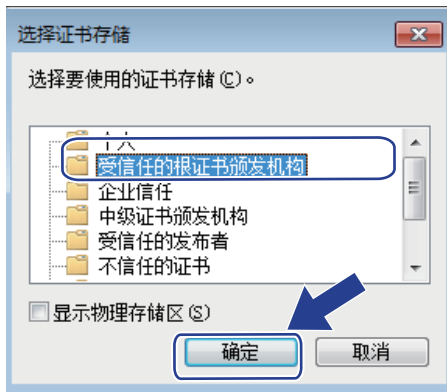 选择证书存储
选择要使用的证书存储(C)。
个人
受信任的根证书颁发机构
企业信任
中级证书颁发机构
受信任的发布者
不信任的证书
显示物理存储区(S)
确定
取消